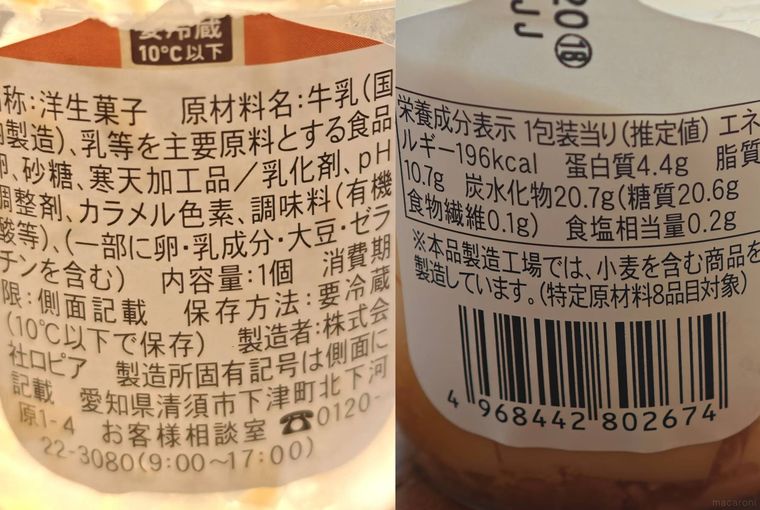 要冷蔵
10°C以下
称:洋生菓子　原材料名:牛乳(国
内製造)、乳等を主要原料とする食品
卵、砂糖、寒天加工品/乳化剤、pH
調整剤、カラメル色素、調味料(有機
酸等)、(一部に卵・乳成分・大豆・ゼラ
チンを含む)　内容量:1個　消費期
限:側面記載　保存方法:要冷蔵
(10℃以下で保存)　製造者:株式会
社ロピア　製造所固有記号は側面に
記載　愛知県清須市下津町北下河
原1-4　お客様相談室　☎0120-
22-3080(9:00〜17:00)
20 ⑱
JJ
栄養成分表示 1包装当り(推定値) エネ
ルギー196kcal　蛋白質4.4g　脂質
10.7g　炭水化物20.7g(糖質20.6g
食物繊維0.1g)　食塩相当量0.2g
※本品製造工場では、小麦を含む商品を
製造しています。(特定原材料8品目対象)
4 968442 802674
macaroni